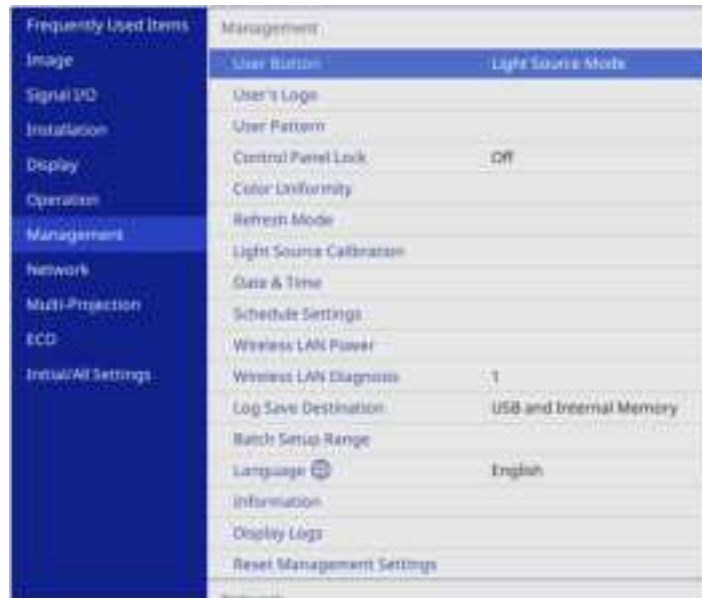 Frequently Used Items
Image
Signal I/O
Installation
Display
Operation
Management
Network
Multi-Projection
ECO
Initial/All Settings
Management
User Button Light Source Mode
User's Logo
User Pattern
Control Panel Lock Off
Color Uniformity
Refresh Mode
Light Source Calibration
Date & Time
Schedule Settings
Wireless LAN Power
Wireless LAN Diagnosis 1
Log Save Destination USB and Internal Memory
Batch Setup Range
Language English
Information
Display Logs
Reset Management Settings